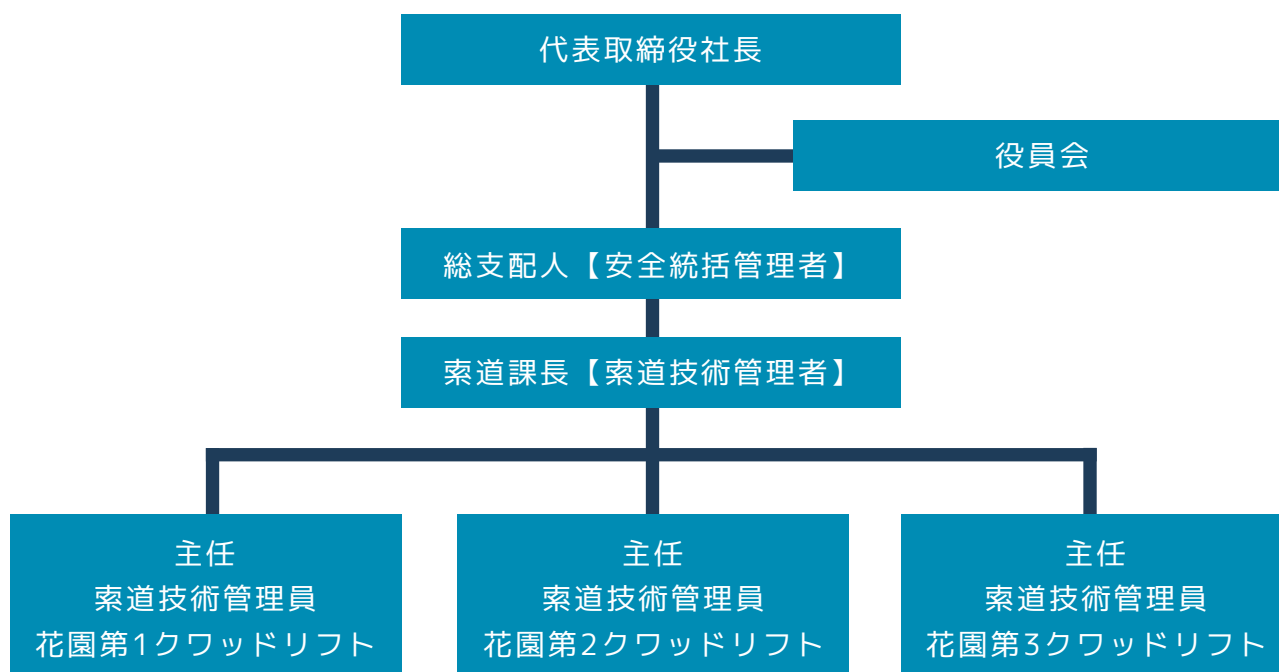 代表取締役社長
役員会
総支配人【安全統括管理者】
索道課長【索道技術管理者】
主任
索道技術管理員
花園第1クワッドリフト
主任
索道技術管理員
花園第2クワッドリフト
主任
索道技術管理員
花園第3クワッドリフト